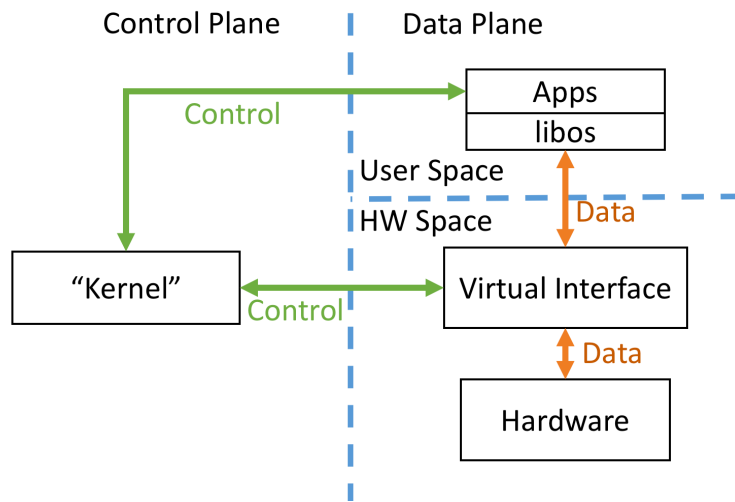 Control Plane
Data Plane
Apps
Control
libos
User Space
Data
HW Space
“Kernel”
Virtual Interface
Control
Data
Hardware